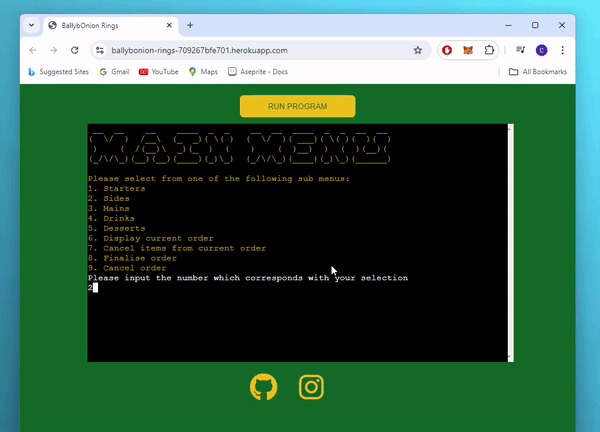 BallybOnion Rings
ballybonion-rings-709267bfe701.herokuapp.com
C
Suggested Sites Gmail YouTube Maps Aseprite - Docs All Bookmarks
RUN PROGRAM
MAIN MENU
Please select from one of the following sub menus:
1. Starters
2. Sides
3. Mains
4. Drinks
5. Desserts
6. Display current order
7. Cancel items from current order
8. Finalise order
9. Cancel order
Please input the number which corresponds with your selection
2